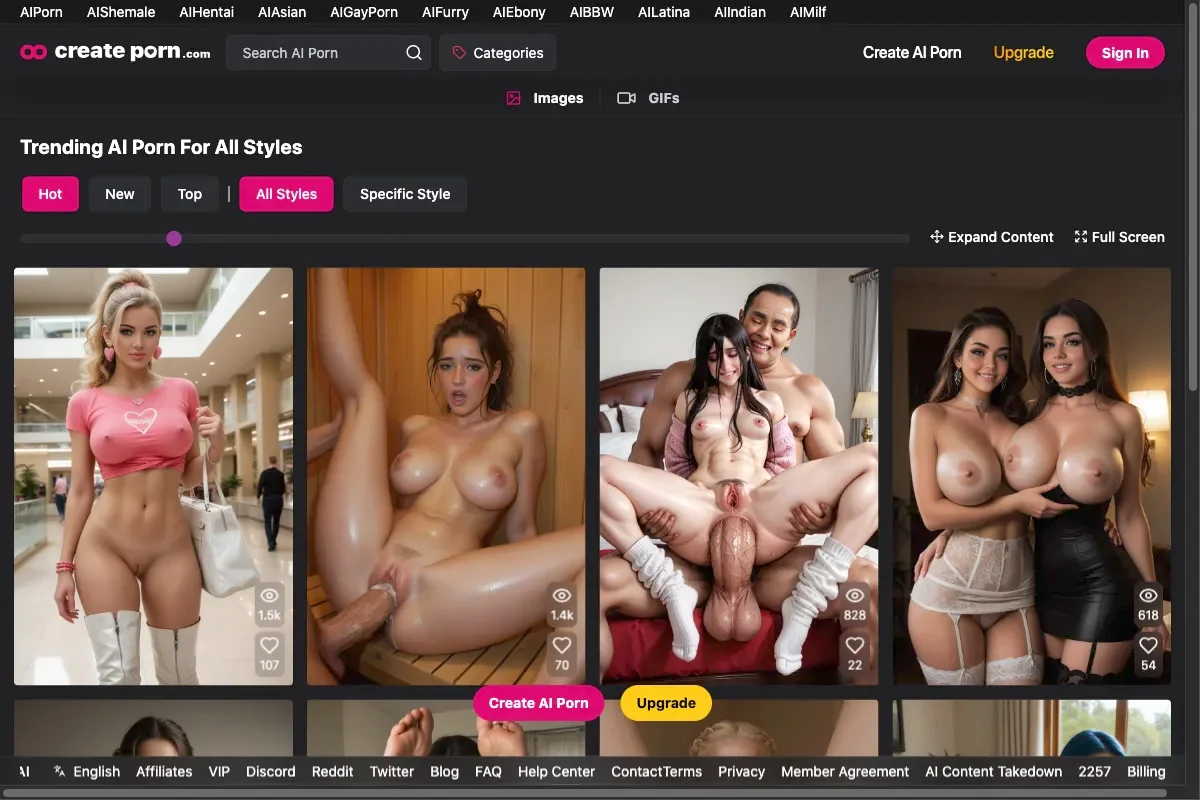 AIPorn AIShemale AIHentai AIAsian AIGayPorn AIFurry AIEbony AIBBW AILatina AIIndian AIMilf
create porn.com Search AI Porn Categories Create AI Porn Upgrade Sign In
Images GIFs
Trending AI Porn For All Styles
Hot New Top | All Styles Specific Style
Expand Content Full Screen
1.5k 1.4k 828 618
107 70 22 54
Create AI Porn Upgrade
AI English Affiliates VIP Discord Reddit Twitter Blog FAQ Help Center ContactTerms Privacy Member Agreement AI Content Takedown 2257 Billing